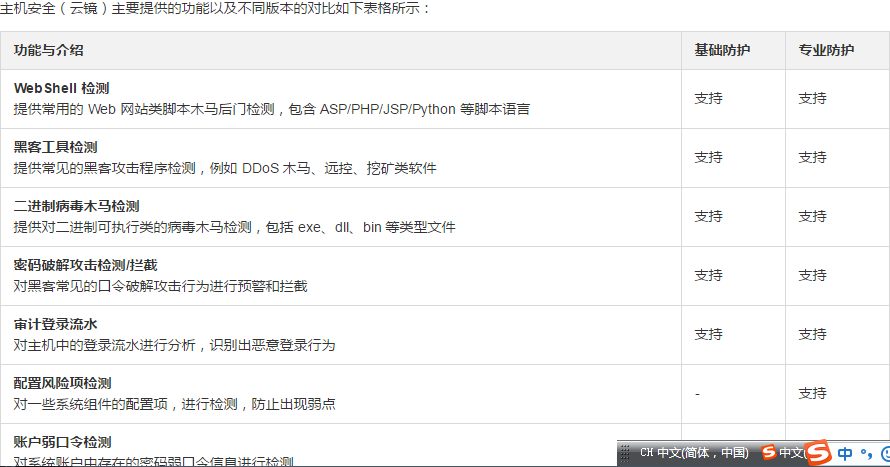 主机安全（云镜）主要提供的功能以及不同版本的对比如下表格所示：
功能与介绍 基础防护 专业防护
WebShell 检测
提供常用的 Web 网站类脚本木马后门检测，包含 ASP/PHP/JSP/Python 等脚本语言
支持 支持
黑客工具检测
提供常见的黑客攻击程序检测，例如 DDoS 木马、远控、挖矿类软件
支持 支持
二进制病毒木马检测
提供对二进制可执行类的病毒木马检测，包括 exe、dll、bin 等类型文件
支持 支持
密码破解攻击检测/拦截
对黑客常见的口令破解攻击行为进行预警和拦截
支持 支持
审计登录流水
对主机中的登录流水进行分析，识别出恶意登录行为
支持 支持
配置风险项检测
对一些系统组件的配置项，进行检测，防止出现弱点
- 支持
账户弱口令检测
对系统账户中存在的密码弱口令信息进行检测
CH 中文(简体，中国) S 中文( S 中 °,